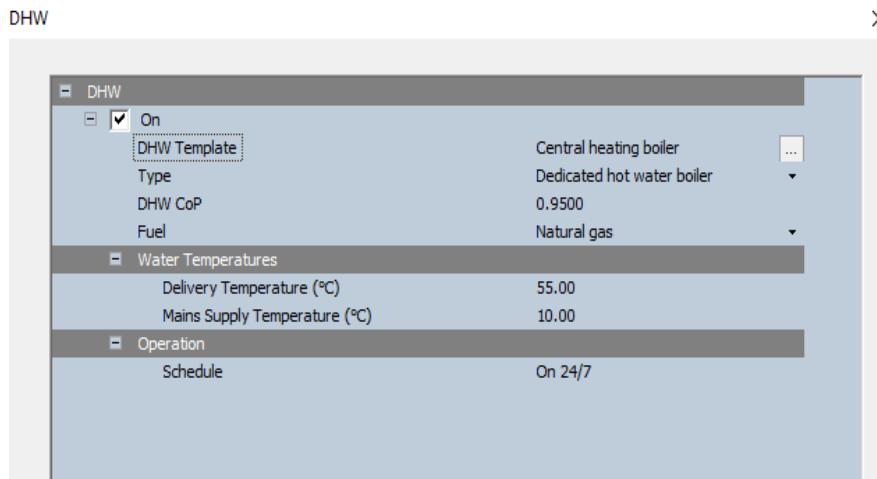 DHW
DHW
On
DHW Template Central heating boiler ...
Type Dedicated hot water boiler
DHW CoP 0.9500
Fuel Natural gas
Water Temperatures
Delivery Temperature (°C) 55.00
Mains Supply Temperature (°C) 10.00
Operation
Schedule On 24/7